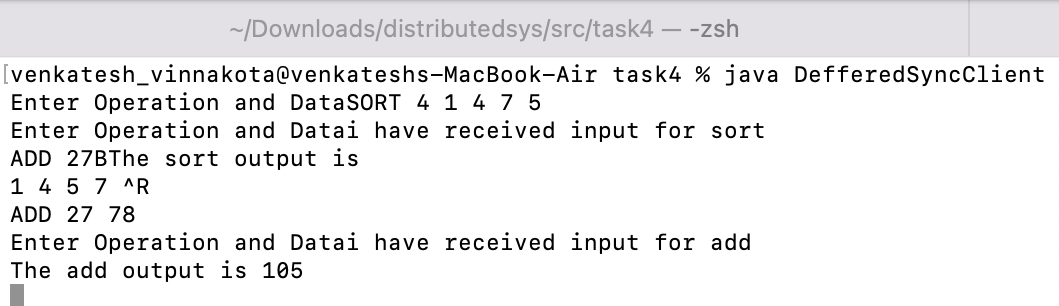 ~/Downloads/distributedsys/src/task4 — -zsh
[venkatesh_vinnakota@venkateshs-MacBook-Air task4 % java DefferedSyncClient
Enter Operation and DataSORT 4 1 4 7 5
Enter Operation and Datai have received input for sort
ADD 27BThe sort output is
1 4 5 7 ^R
ADD 27 78
Enter Operation and Datai have received input for add
The add output is 105